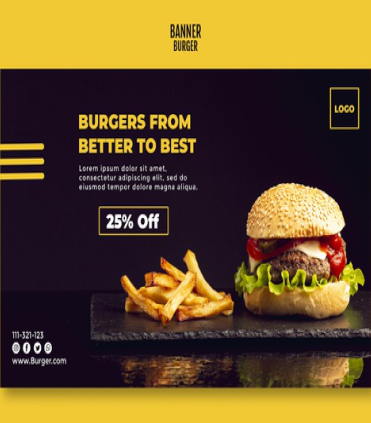 BANNER
BURGER
LOGO
BURGERS FROM
BETTER TO BEST
Lorem ipsum dolor sit amet,
consectetur adipiscing elit, sed do
eiusmod tempor dolore magna aliqua.
25% Off
111-321-123
www.Burger.com